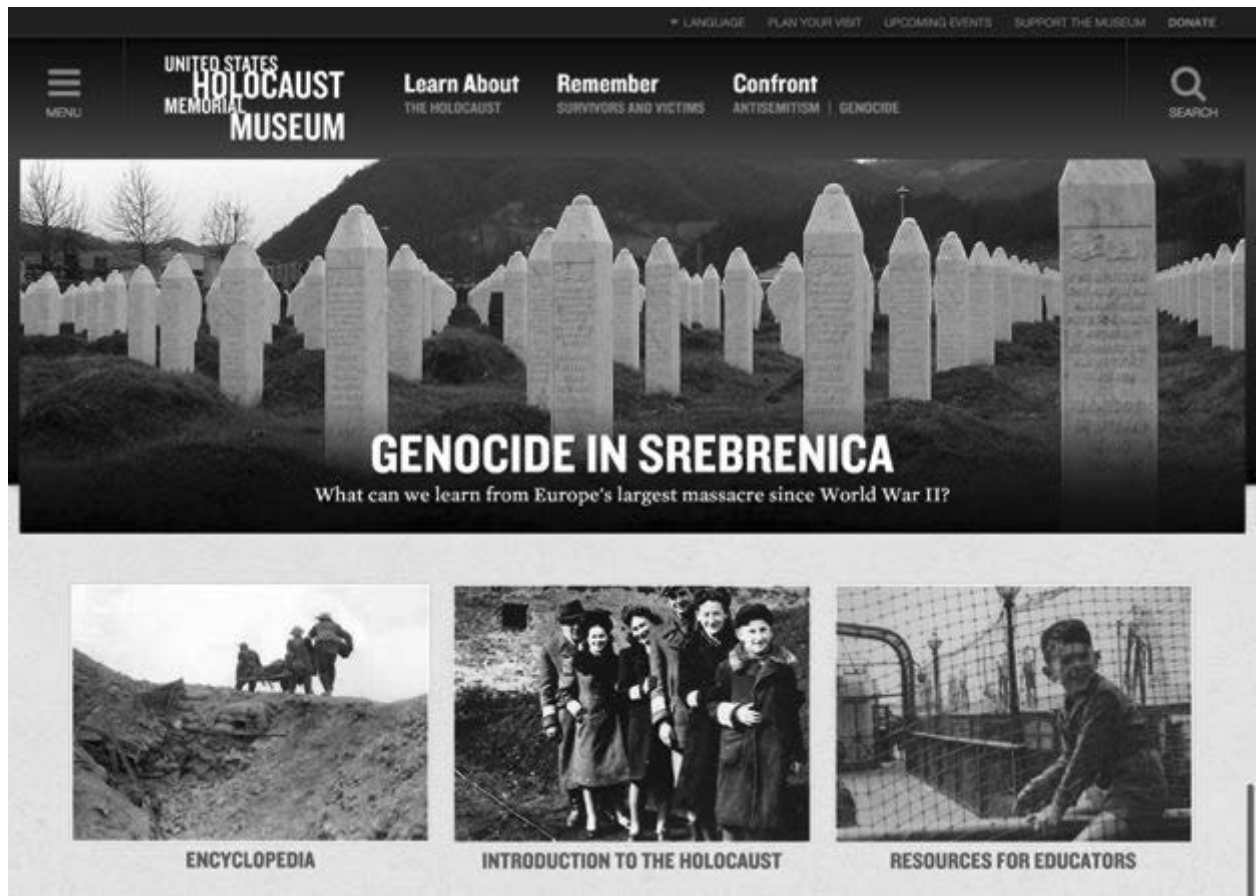 LANGUAGE PLAN YOUR VISIT UPCOMING EVENTS SUPPORT THE MUSEUM DONATE
MENU
UNITED STATES
HOLOCAUST
MEMORIAL
MUSEUM
Learn About
THE HOLOCAUST
Remember
SURVIVORS AND VICTIMS
Confront
ANTISEMITISM | GENOCIDE
SEARCH
GENOCIDE IN SREBRENICA
What can we learn from Europe's largest massacre since World War II?
ENCYCLOPEDIA
INTRODUCTION TO THE HOLOCAUST
RESOURCES FOR EDUCATORS